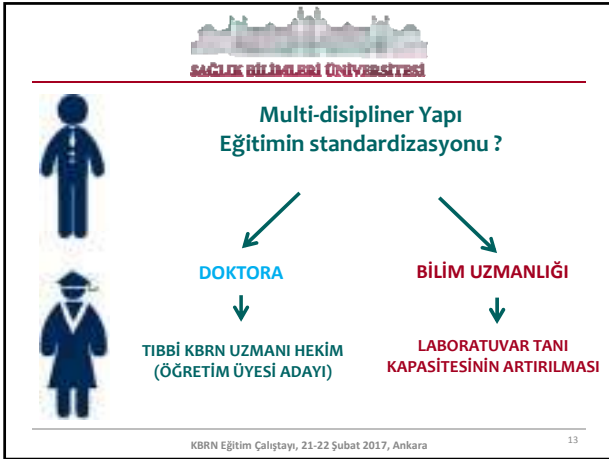 SAĞLIK BİLİMLERİ ÜNİVERSİTESİ
Multi-disipliner Yapı
Eğitimin standardizasyonu ?
DOKTORA
BİLİM UZMANLIĞI
TIBBİ KBRN UZMANI HEKİM
(ÖĞRETİM ÜYESİ ADAYI)
LABORATUVAR TANI
KAPASİTESİNİN ARTIRILMASI
KBRN Eğitim Çalıştayı, 21-22 Şubat 2017, Ankara
13